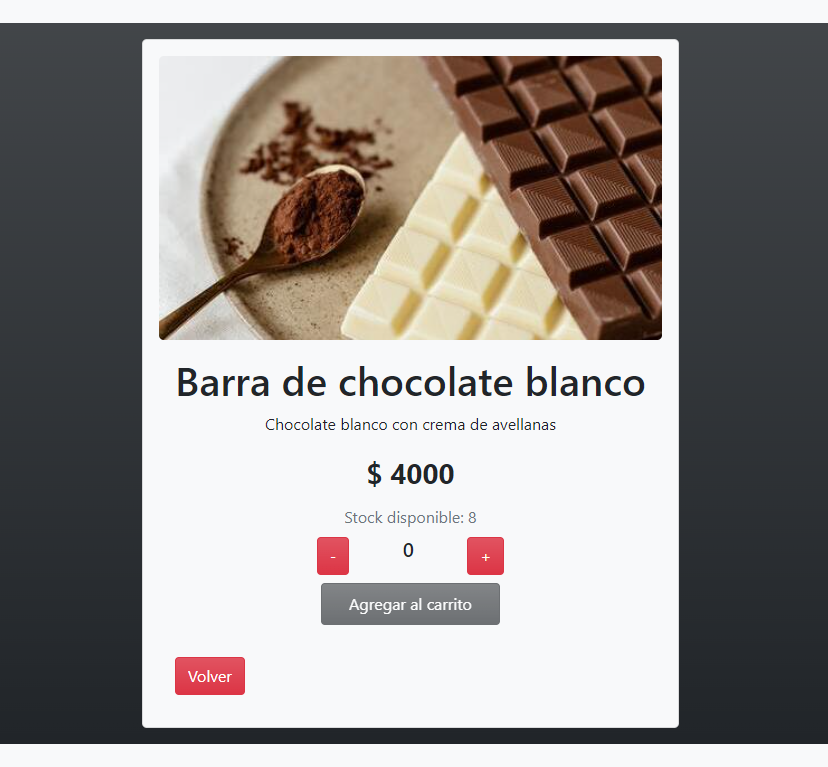 Barra de chocolate blanco
Chocolate blanco con crema de avellanas
$ 4000
Stock disponible: 8
- 0 +
Agregar al carrito
Volver